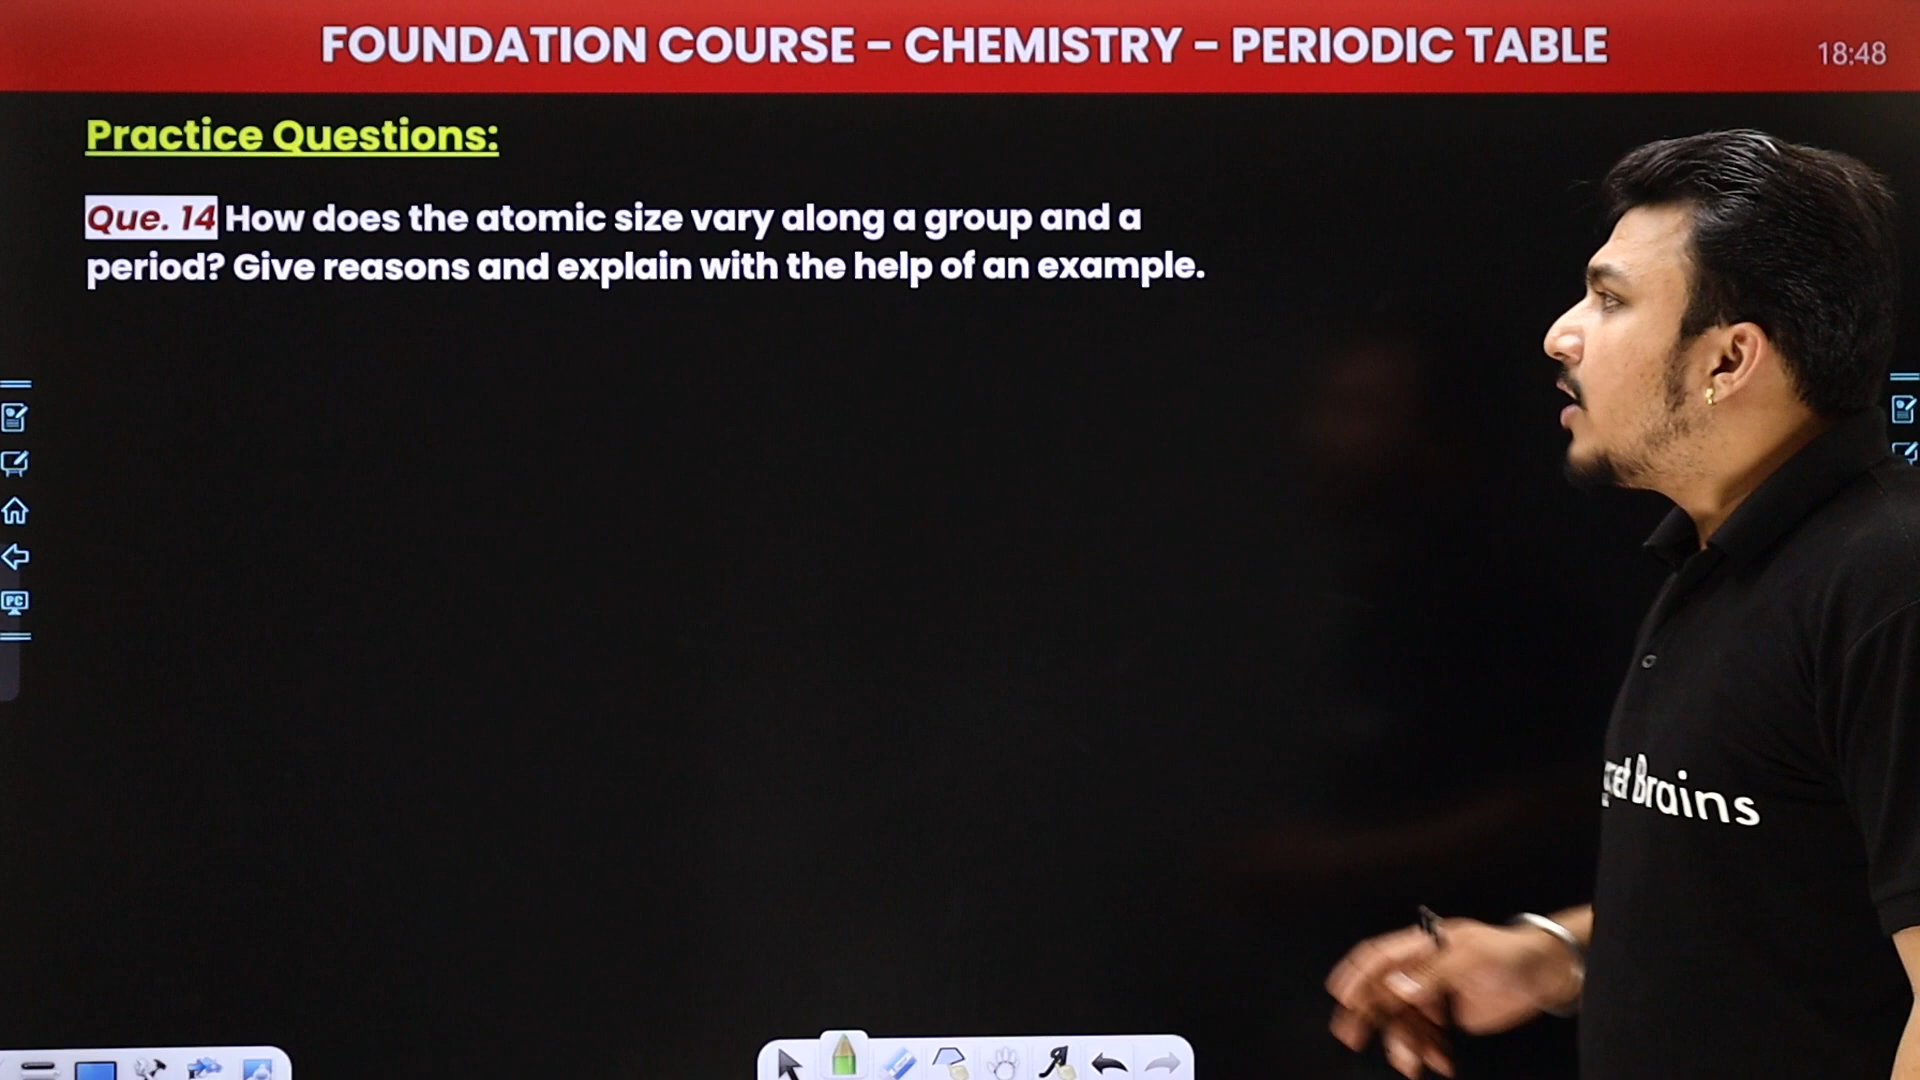 FOUNDATION COURSE - CHEMISTRY - PERIODIC TABLE
18:48
Practice Questions:
Que. 14 How does the atomic size vary along a group and a
period? Give reasons and explain with the help of an example.
PC
Brains